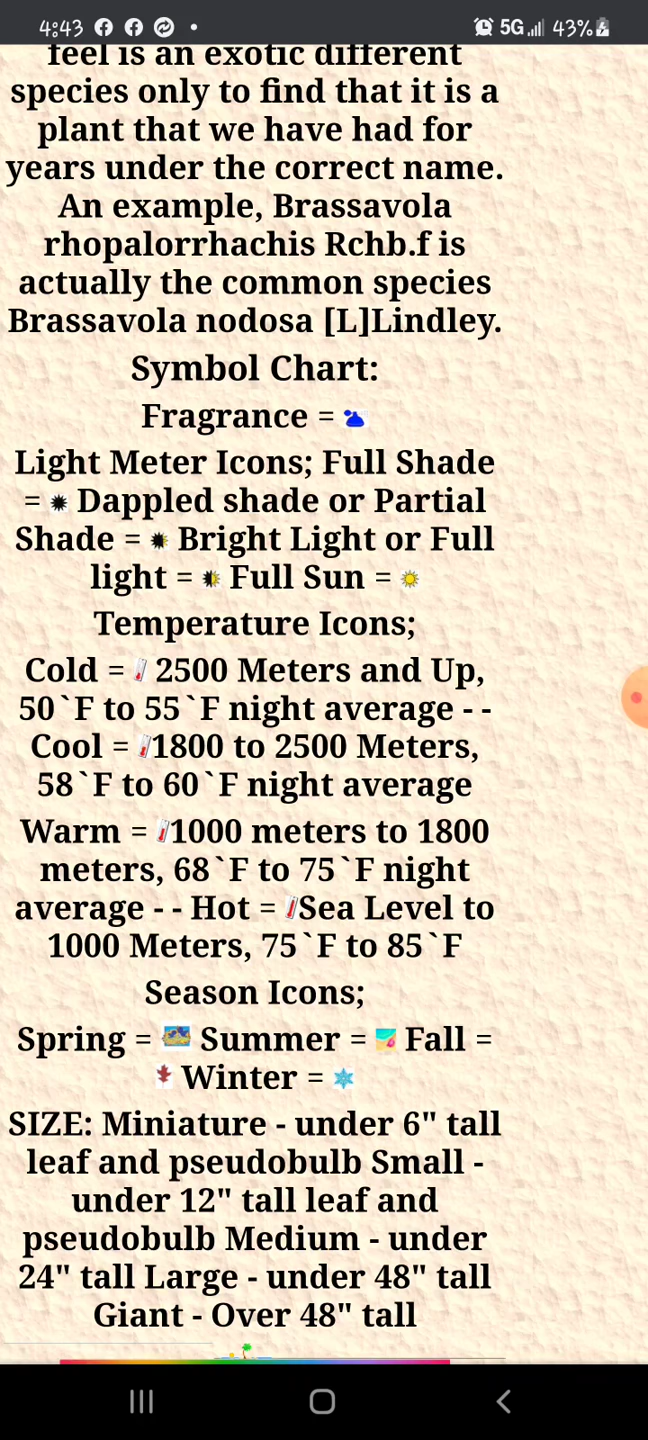 4:43
5G 43%
feel is an exotic different
species only to find that it is a
plant that we have had for
years under the correct name.
An example, Brassavola
rhopalorrhachis Rchb.f is
actually the common species
Brassavola nodosa [L]Lindley.
Symbol Chart:
Fragrance =
Light Meter Icons; Full Shade
= Dappled shade or Partial
Shade = Bright Light or Full
light = Full Sun =
Temperature Icons;
Cold = 2500 Meters and Up,
50`F to 55`F night average - -
Cool = 1800 to 2500 Meters,
58`F to 60`F night average
Warm = 1000 meters to 1800
meters, 68`F to 75`F night
average - - Hot = Sea Level to
1000 Meters, 75`F to 85`F
Season Icons;
Spring = Summer = Fall =
Winter =
SIZE: Miniature - under 6" tall
leaf and pseudobulb Small -
under 12" tall leaf and
pseudobulb Medium - under
24" tall Large - under 48" tall
Giant - Over 48" tall